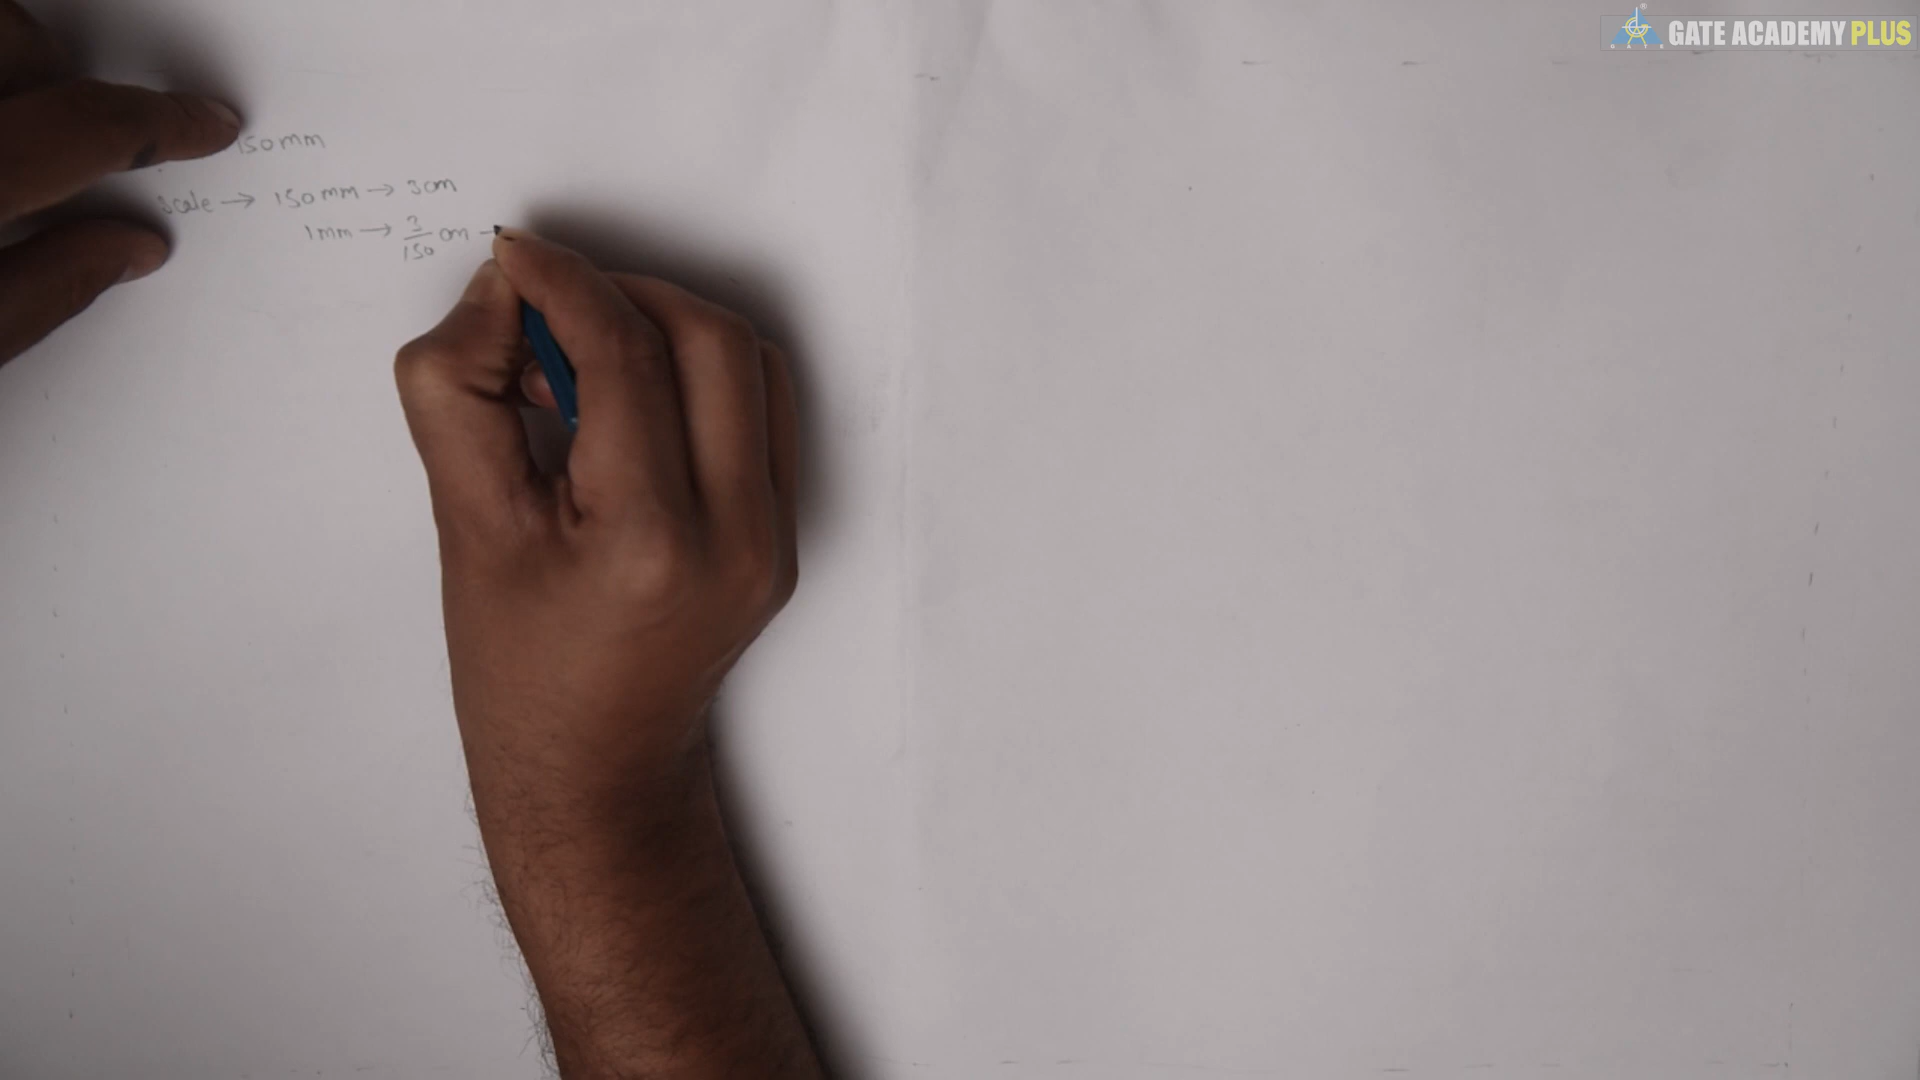 GATE ACADEMY PLUS
150mm
Scale → 150mm → 3cm
1mm → 3/150 cm -